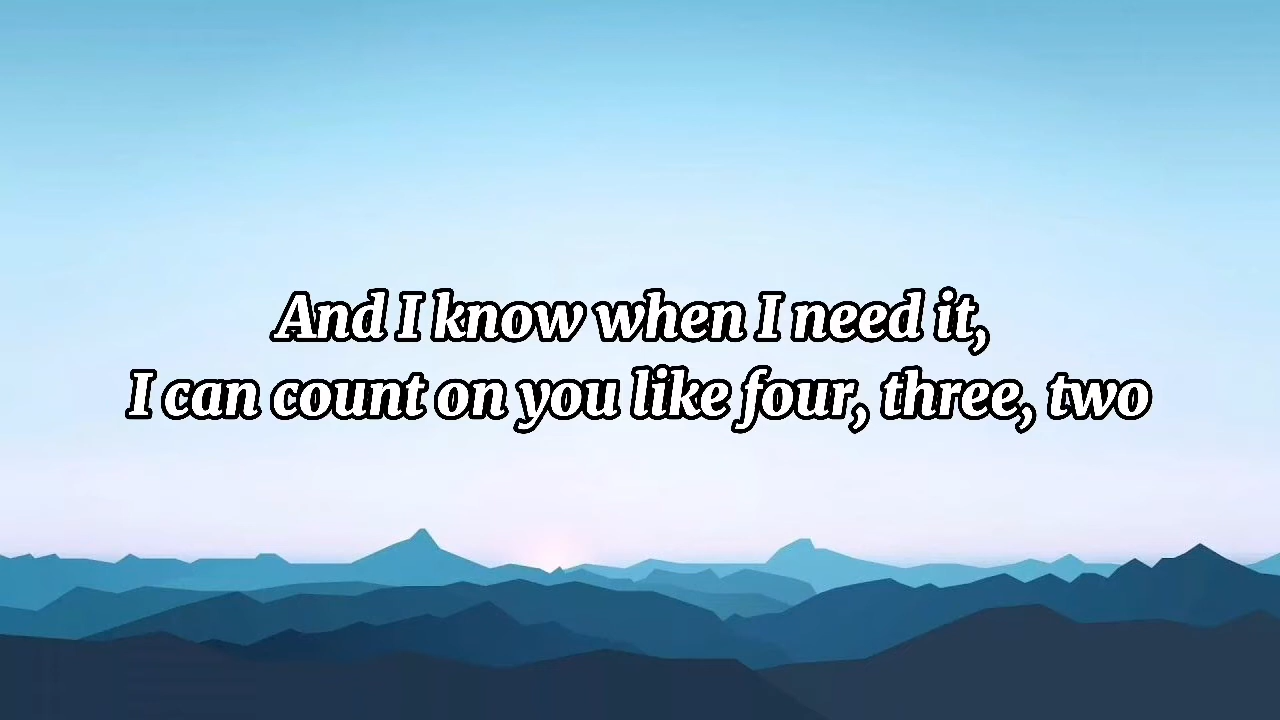 And I know when I need it,
I can count on you like four, three, two